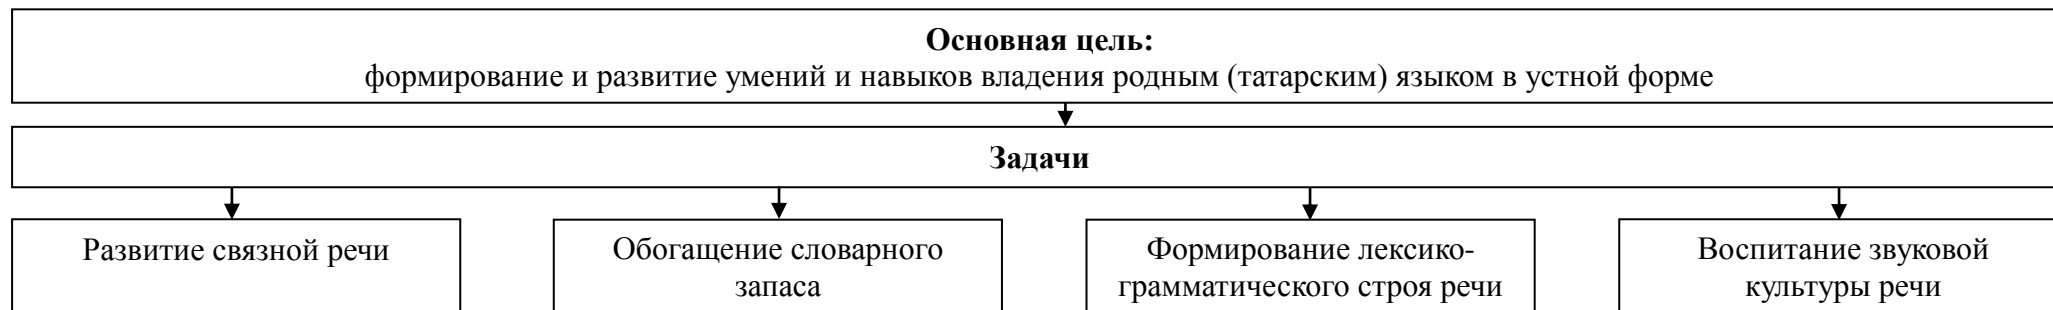 Основная цель:
формирование и развитие умений и навыков владения родным (татарским) языком в устной форме
Задачи
Развитие связной речи
Обогащение словарного
запаса
Формирование лексико-
грамматического строя речи
Воспитание звуковой
культуры речи